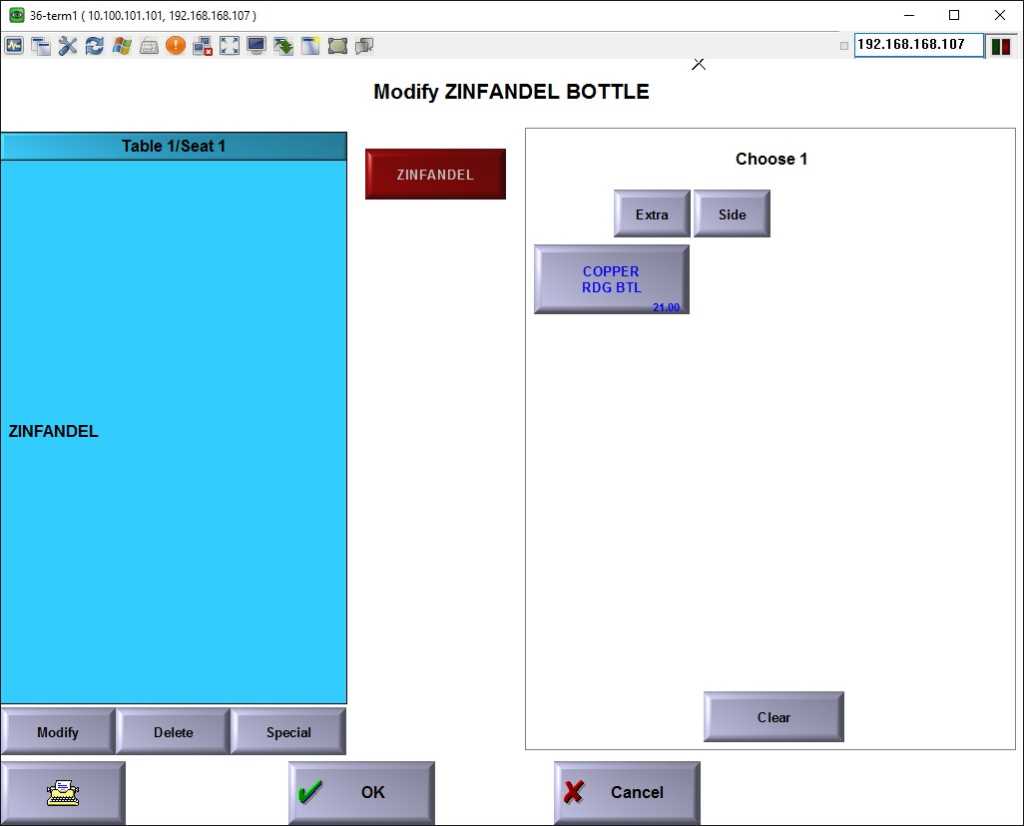 36-term1 ( 10.100.101.101, 192.168.168.107 )
192.168.168.107
Modify ZINFANDEL BOTTLE
Table 1/Seat 1
ZINFANDEL
Choose 1
Extra
Side
COPPER
RDG BTL
21.00
ZINFANDEL
Clear
Modify
Delete
Special
OK
Cancel